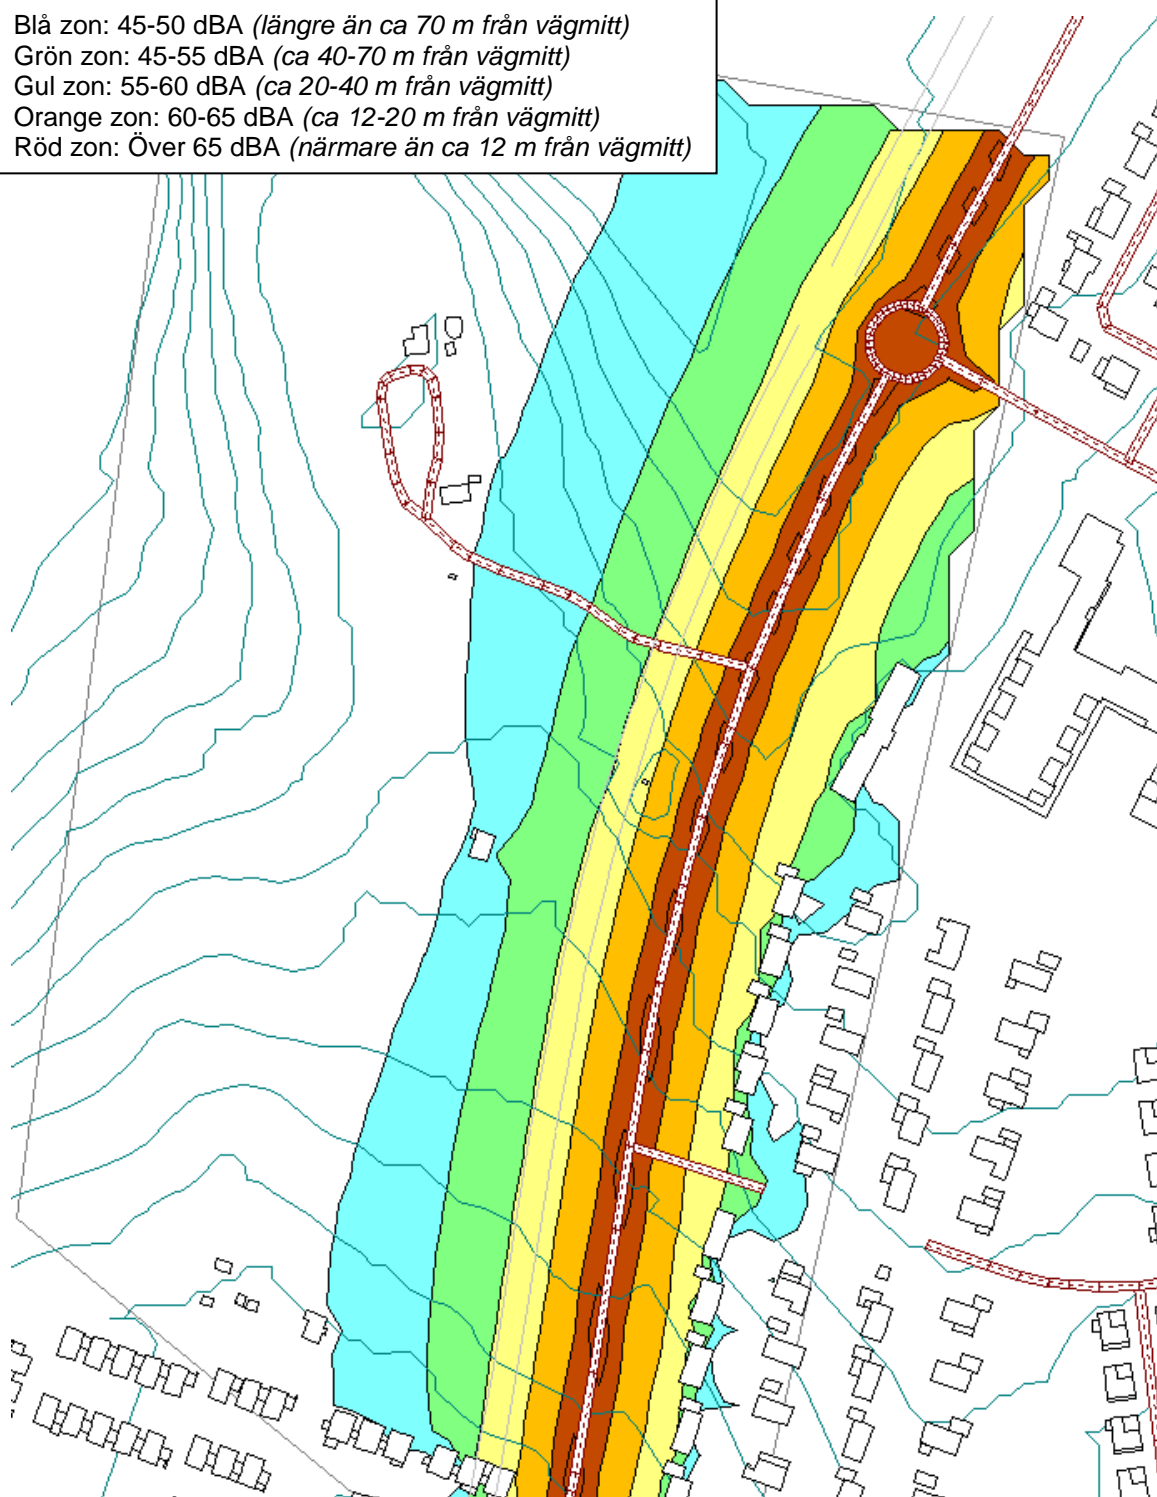 Blå zon: 45-50 dBA (längre än ca 70 m från vägmitt)
Grön zon: 45-55 dBA (ca 40-70 m från vägmitt)
Gul zon: 55-60 dBA (ca 20-40 m från vägmitt)
Orange zon: 60-65 dBA (ca 12-20 m från vägmitt)
Röd zon: Över 65 dBA (närmare än ca 12 m från vägmitt)